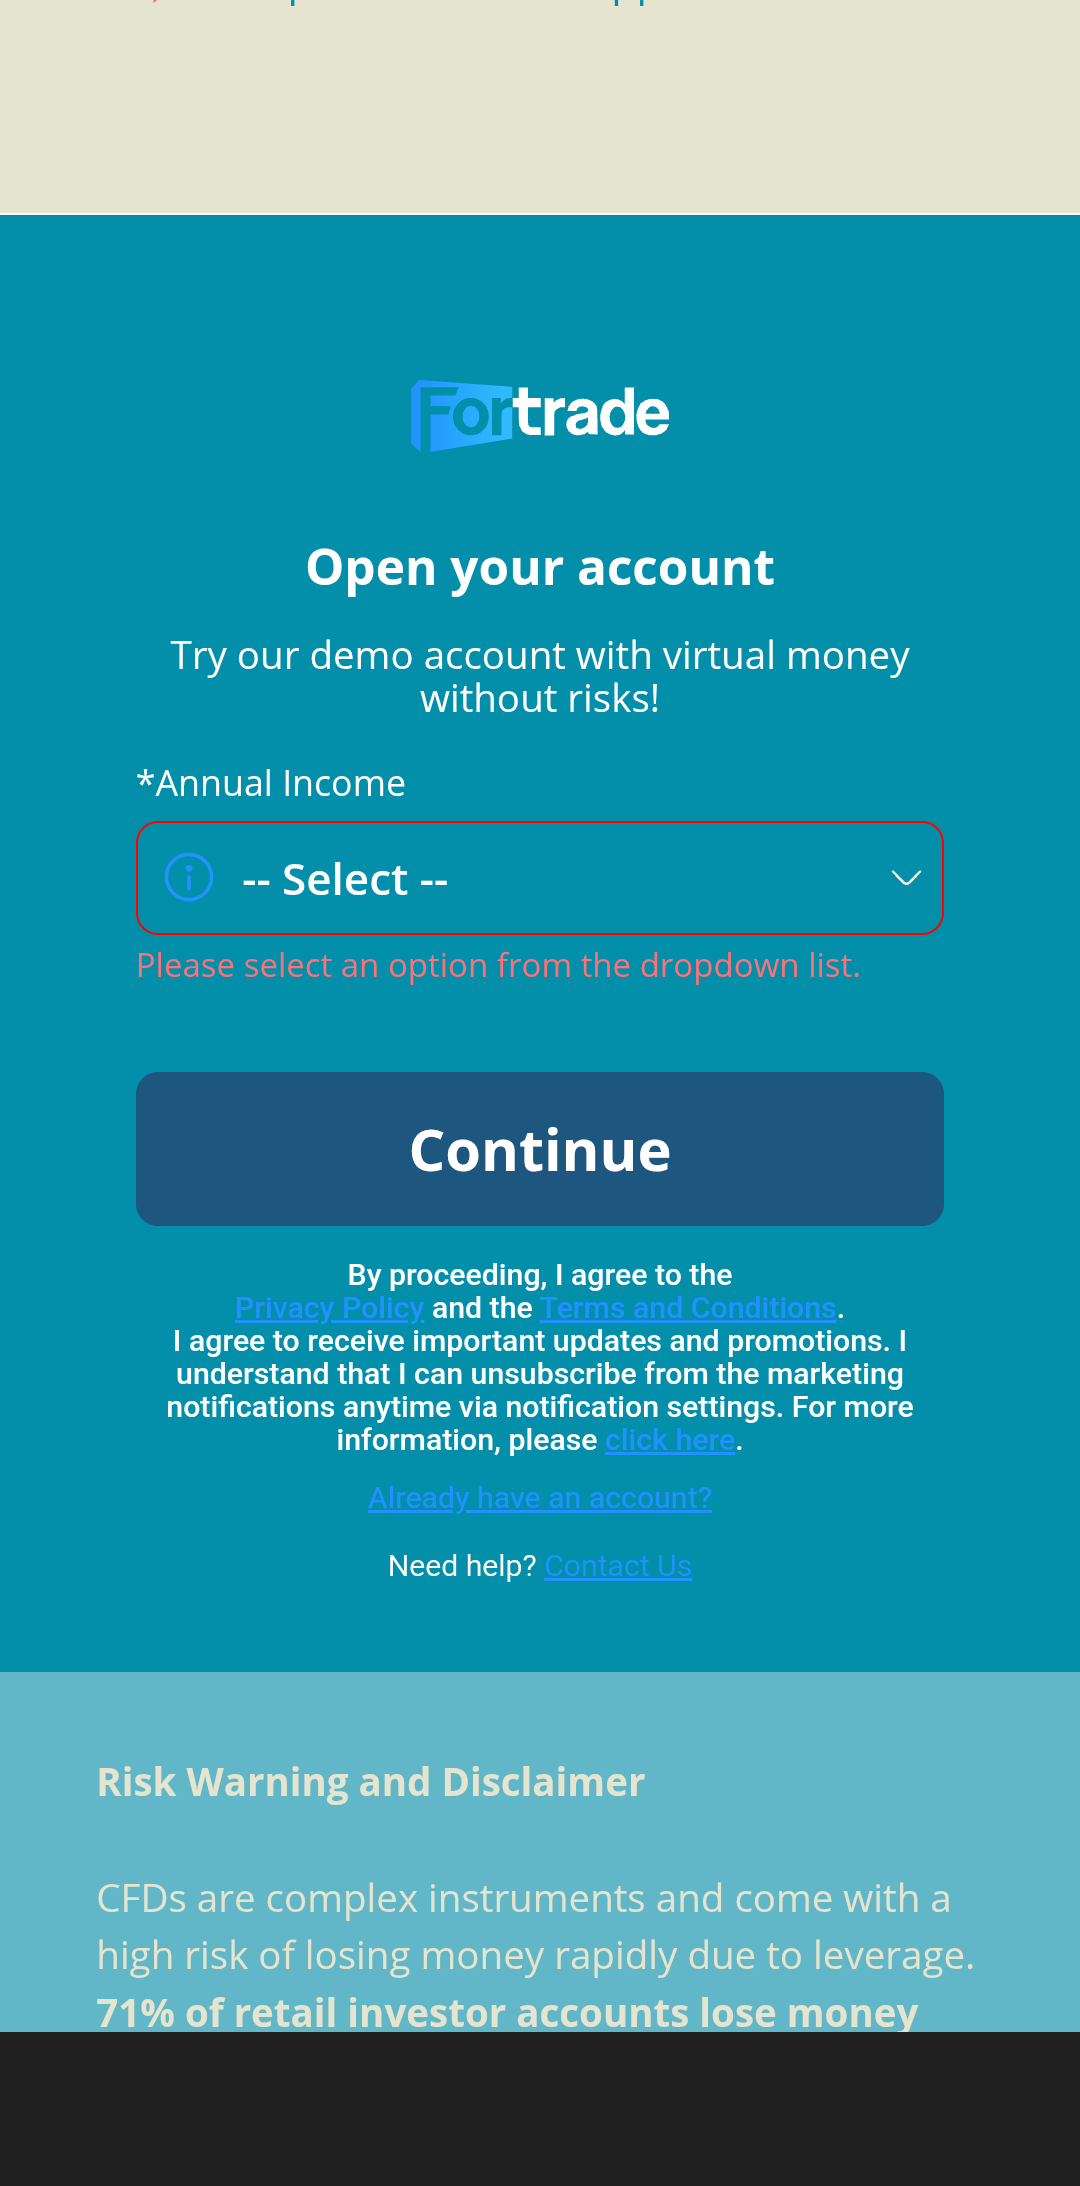 Fortrade
Open your account
Try our demo account with virtual money
without risks!
*Annual Income
-- Select --
Please select an option from the dropdown list.
Continue
By proceeding, I agree to the
Privacy Policy and the Terms and Conditions.
I agree to receive important updates and promotions. I
understand that I can unsubscribe from the marketing
notifications anytime via notification settings. For more
information, please click here.
Already have an account?
Need help? Contact Us
Risk Warning and Disclaimer
CFDs are complex instruments and come with a
high risk of losing money rapidly due to leverage.
71% of retail investor accounts lose money